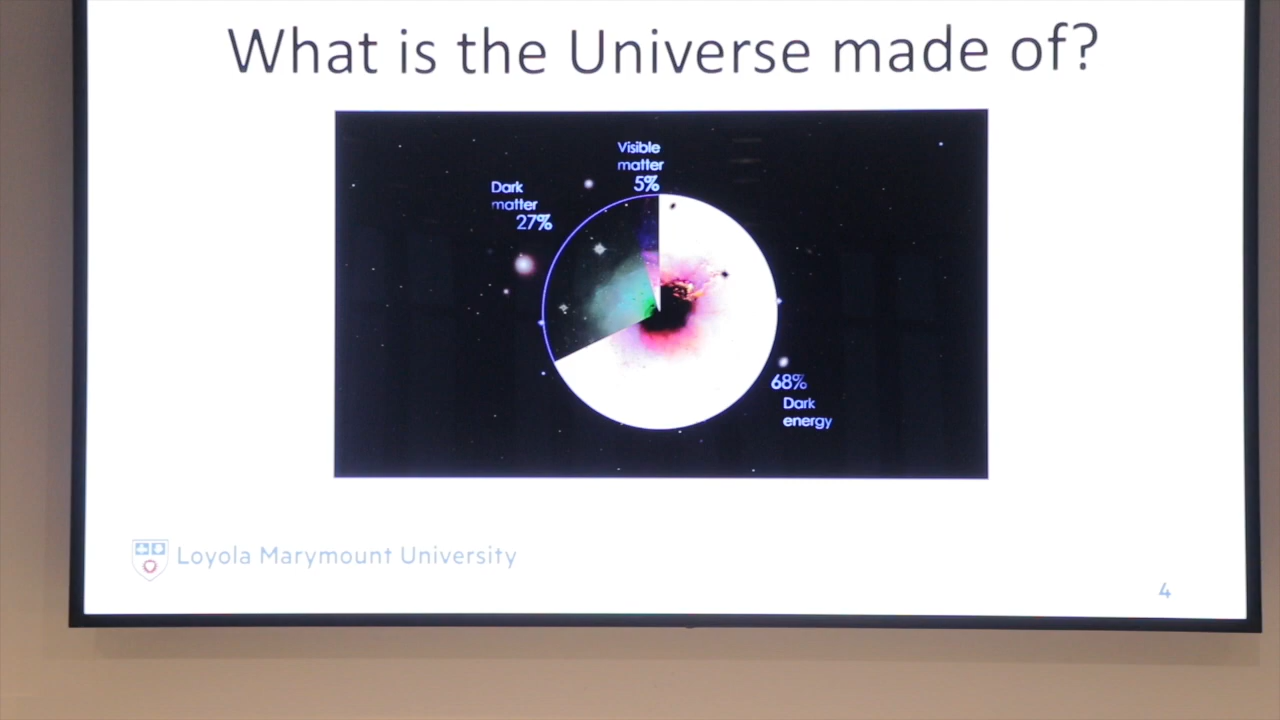 What is the Universe made of?
Visible
matter
5%
Dark
matter
27%
68%
Dark
energy
Loyola Marymount University
4